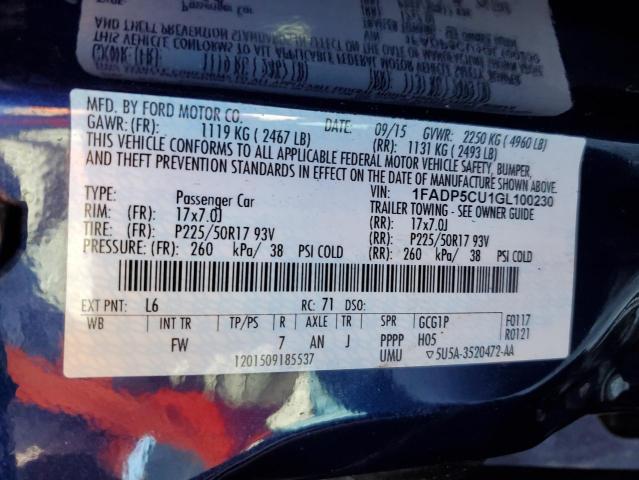 Passenger Car
MFD. BY FORD MOTOR CO. DATE: 09/15 GVWR: 2250 KG ( 4960 LB)
GAWR: (FR): 1119 KG ( 2467 LB) (RR): 1131 KG ( 2493 LB)
THIS VEHICLE CONFORMS TO ALL APPLICABLE FEDERAL MOTOR VEHICLE SAFETY, BUMPER,
AND THEFT PREVENTION STANDARDS IN EFFECT ON THE DATE OF MANUFACTURE SHOWN ABOVE.
VIN: 1FADP5CU1GL100230
TYPE: Passenger Car TRAILER TOWING - SEE OWNER GUIDE
RIM: (FR): 17x7.0J (RR): 17x7.0J
TIRE: (FR): P225/50R17 93V (RR): P225/50R17 93V
PRESSURE: (FR): 260 kPa/ 38 PSI COLD (RR): 260 kPa/ 38 PSI COLD
EXT PNT: L6 RC: 71 DSO:
WB INT TR TP/PS R AXLE TR SPR GCG1P F0117
FW 7 AN J PPPP H05 R0121
1201509185537 UMU ▽5U5A-3520472-AA